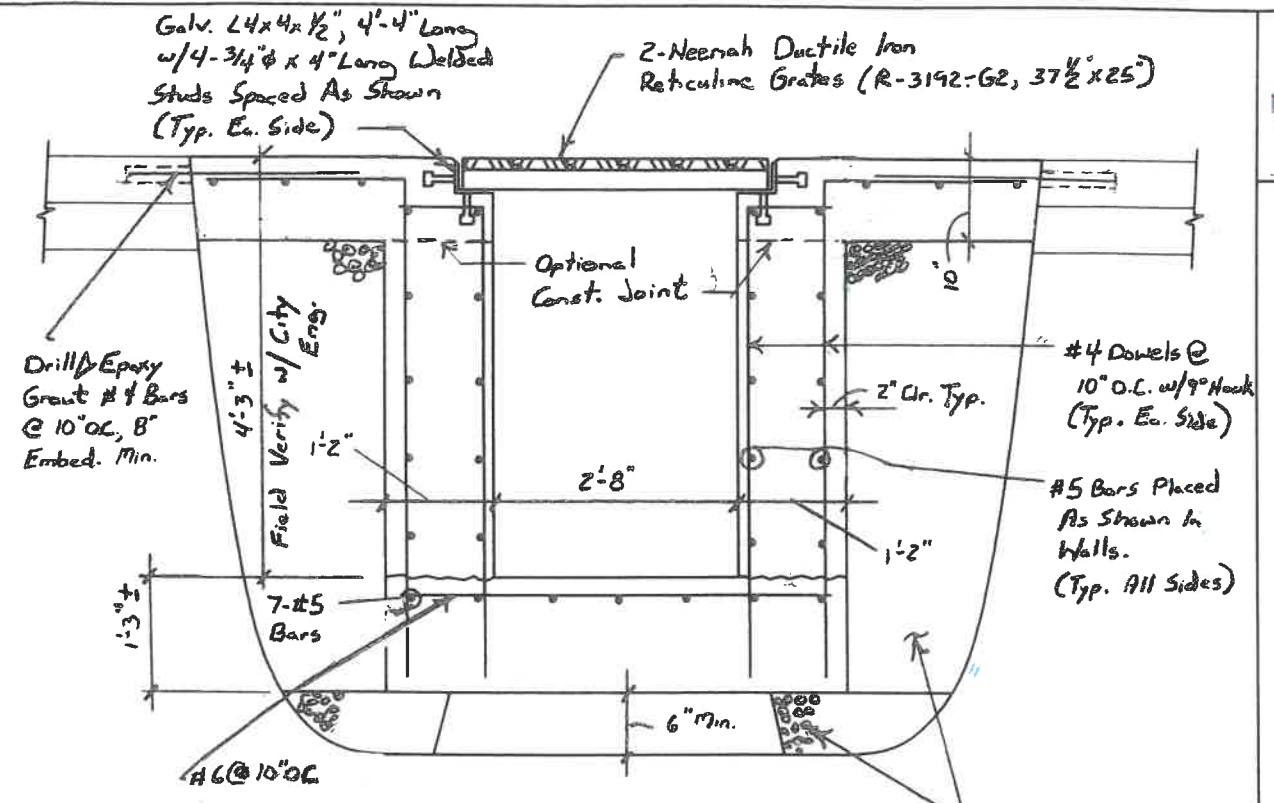 Galv. L4x4x½", 4'-4" Long
w/4-3/4"φ x 4" Long Welded
Studs Spaced As Shown
(Typ. Ea. Side)
2-Neenah Ductile Iron
Reticuline Grates (R-3192-G2, 37½" x 25")
Optional
Const. Joint
10"
Drill & Epoxy
Grout #4 Bars
@ 10" OC, 8"
Embed. Min.
4'-3" ±
Field Verify w/ City
Eng.
#4 Dowels @
10" O.C. w/9" Hook
(Typ. Ea. Side)
2" Clr. Typ.
1'-2"
2'-8"
1'-2"
#5 Bars Placed
As Shown In
Walls.
(Typ. All Sides)
1'-3" ±
7-#5
Bars
6" Min.
#6 @ 10" OC